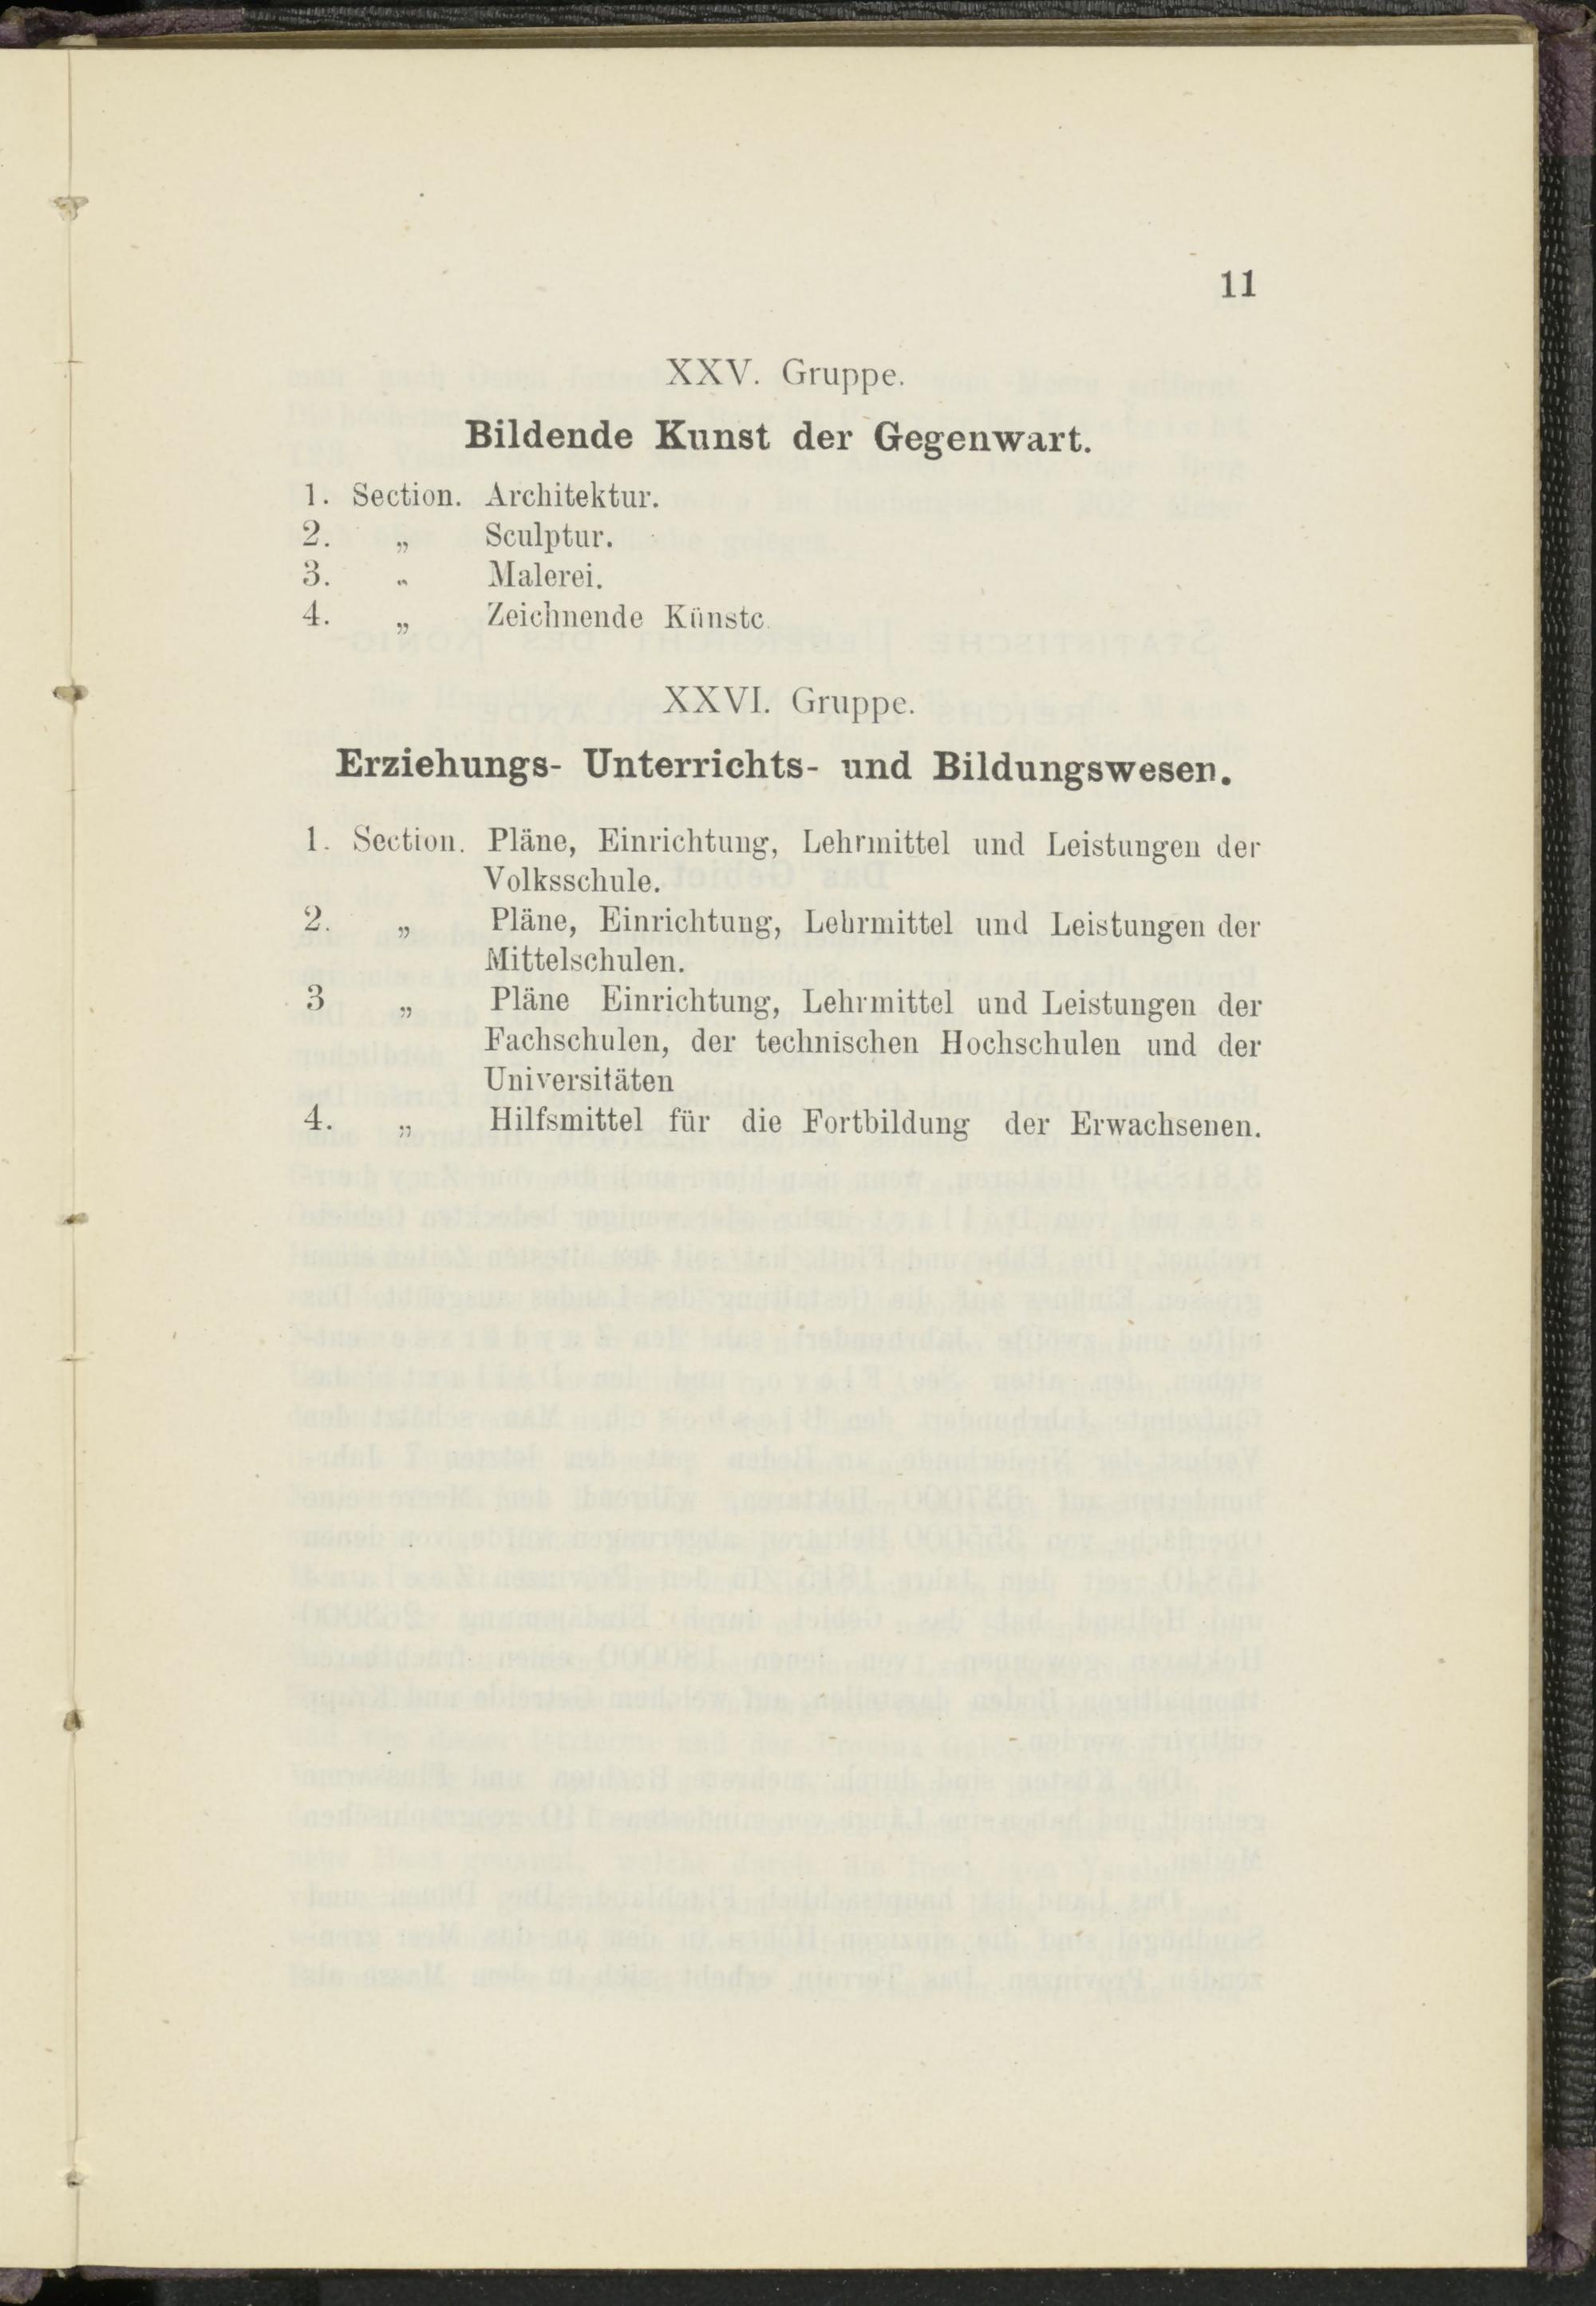 11
XXV. Gruppe.
Bildende Kunst der Gegenwart.
1. Section. Architektur.
2. „ Sculptur.
3. „ Malerei.
4. „ Zeichnende Künste
XXVI. Gruppe.
Erziehungs- Unterrichts- und Bildungswesen.
1. Section. Pläne, Einrichtung, Lehrmittel und Leistungen der
Volksschule.
2. „ Pläne, Einrichtung, Lehrmittel und Leistungen der
Mittelschulen.
3 „ Pläne Einrichtung, Lehrmittel und Leistungen der
Fachschulen, der technischen Hochschulen und der
Universitäten
4. „ Hilfsmittel für die Fortbildung der Erwachsenen.